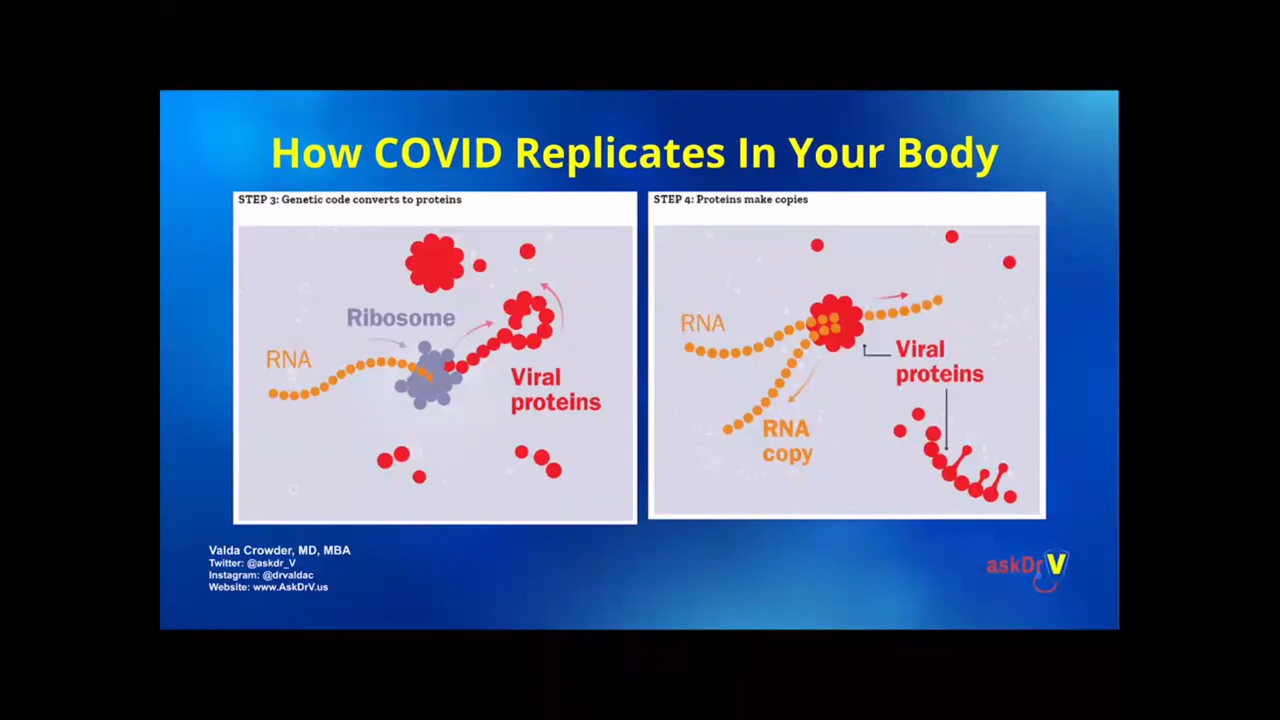 How COVID Replicates In Your Body
STEP 3: Genetic code converts to proteins
Ribosome
RNA
Viral
proteins
STEP 4: Proteins make copies
RNA
Viral
proteins
RNA
copy
Valda Crowder, MD, MBA
Twitter: @askdr_V
Instagram: @drvaldac
Website: www.AskDrV.us
askDrV